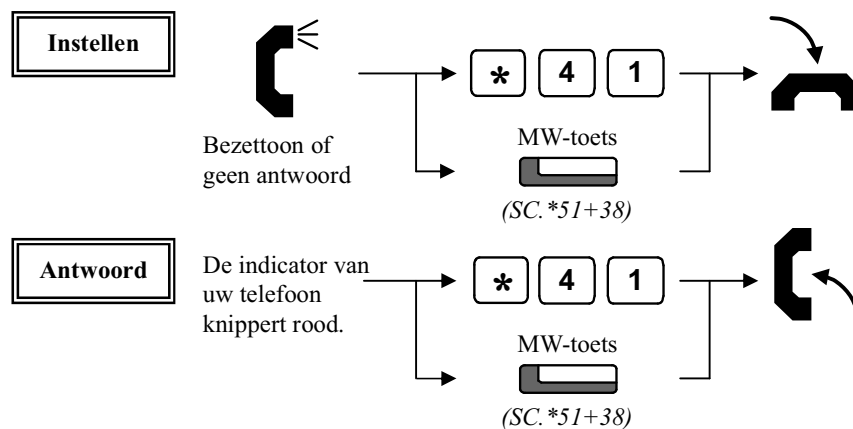 Instellen
Bezettoon of
geen antwoord
* 4 1
MW-toets
(SC.*51+38)
Antwoord
De indicator van
uw telefoon
knippert rood.
* 4 1
MW-toets
(SC.*51+38)